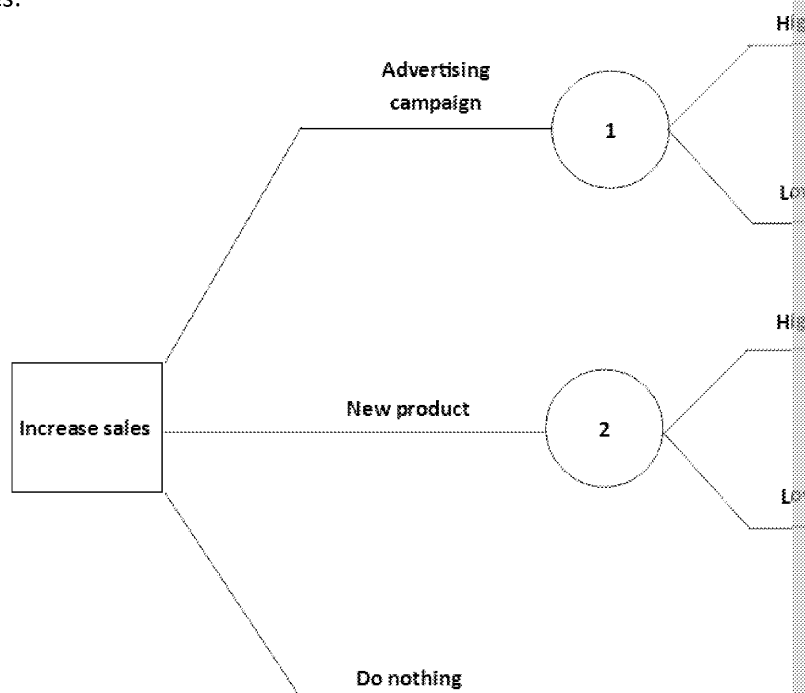 Advertising
campaign
1
New product
Increase sales
2
Do nothing